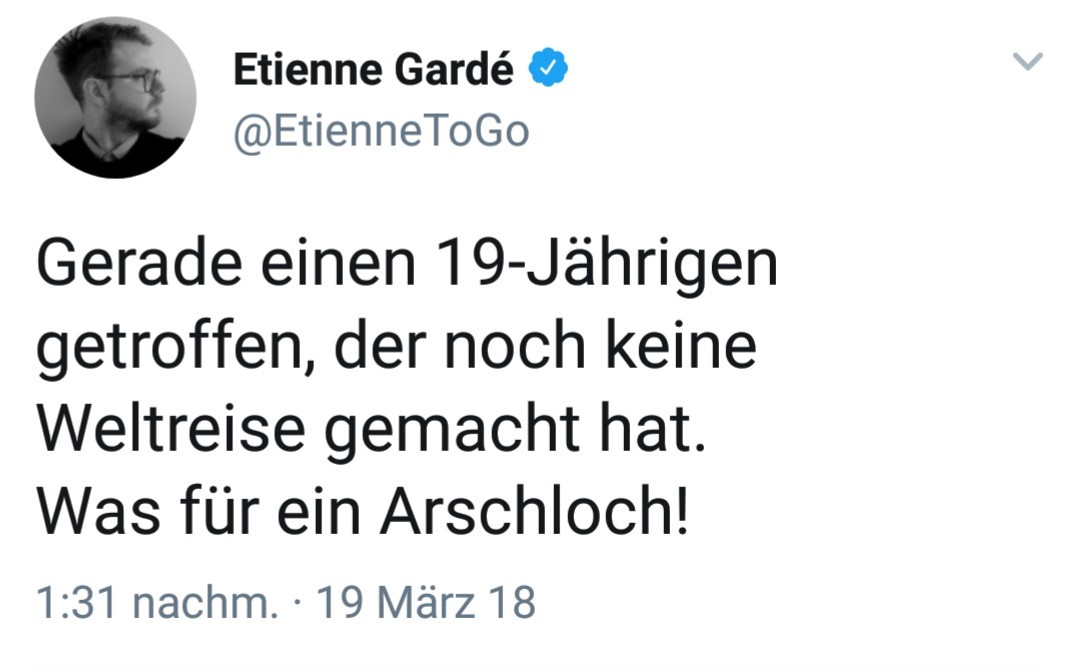 Etienne Gardé
@EtienneToGo
Gerade einen 19-Jährigen
getroffen, der noch keine
Weltreise gemacht hat.
Was für ein Arschloch!
1:31 nachm. · 19 März 18